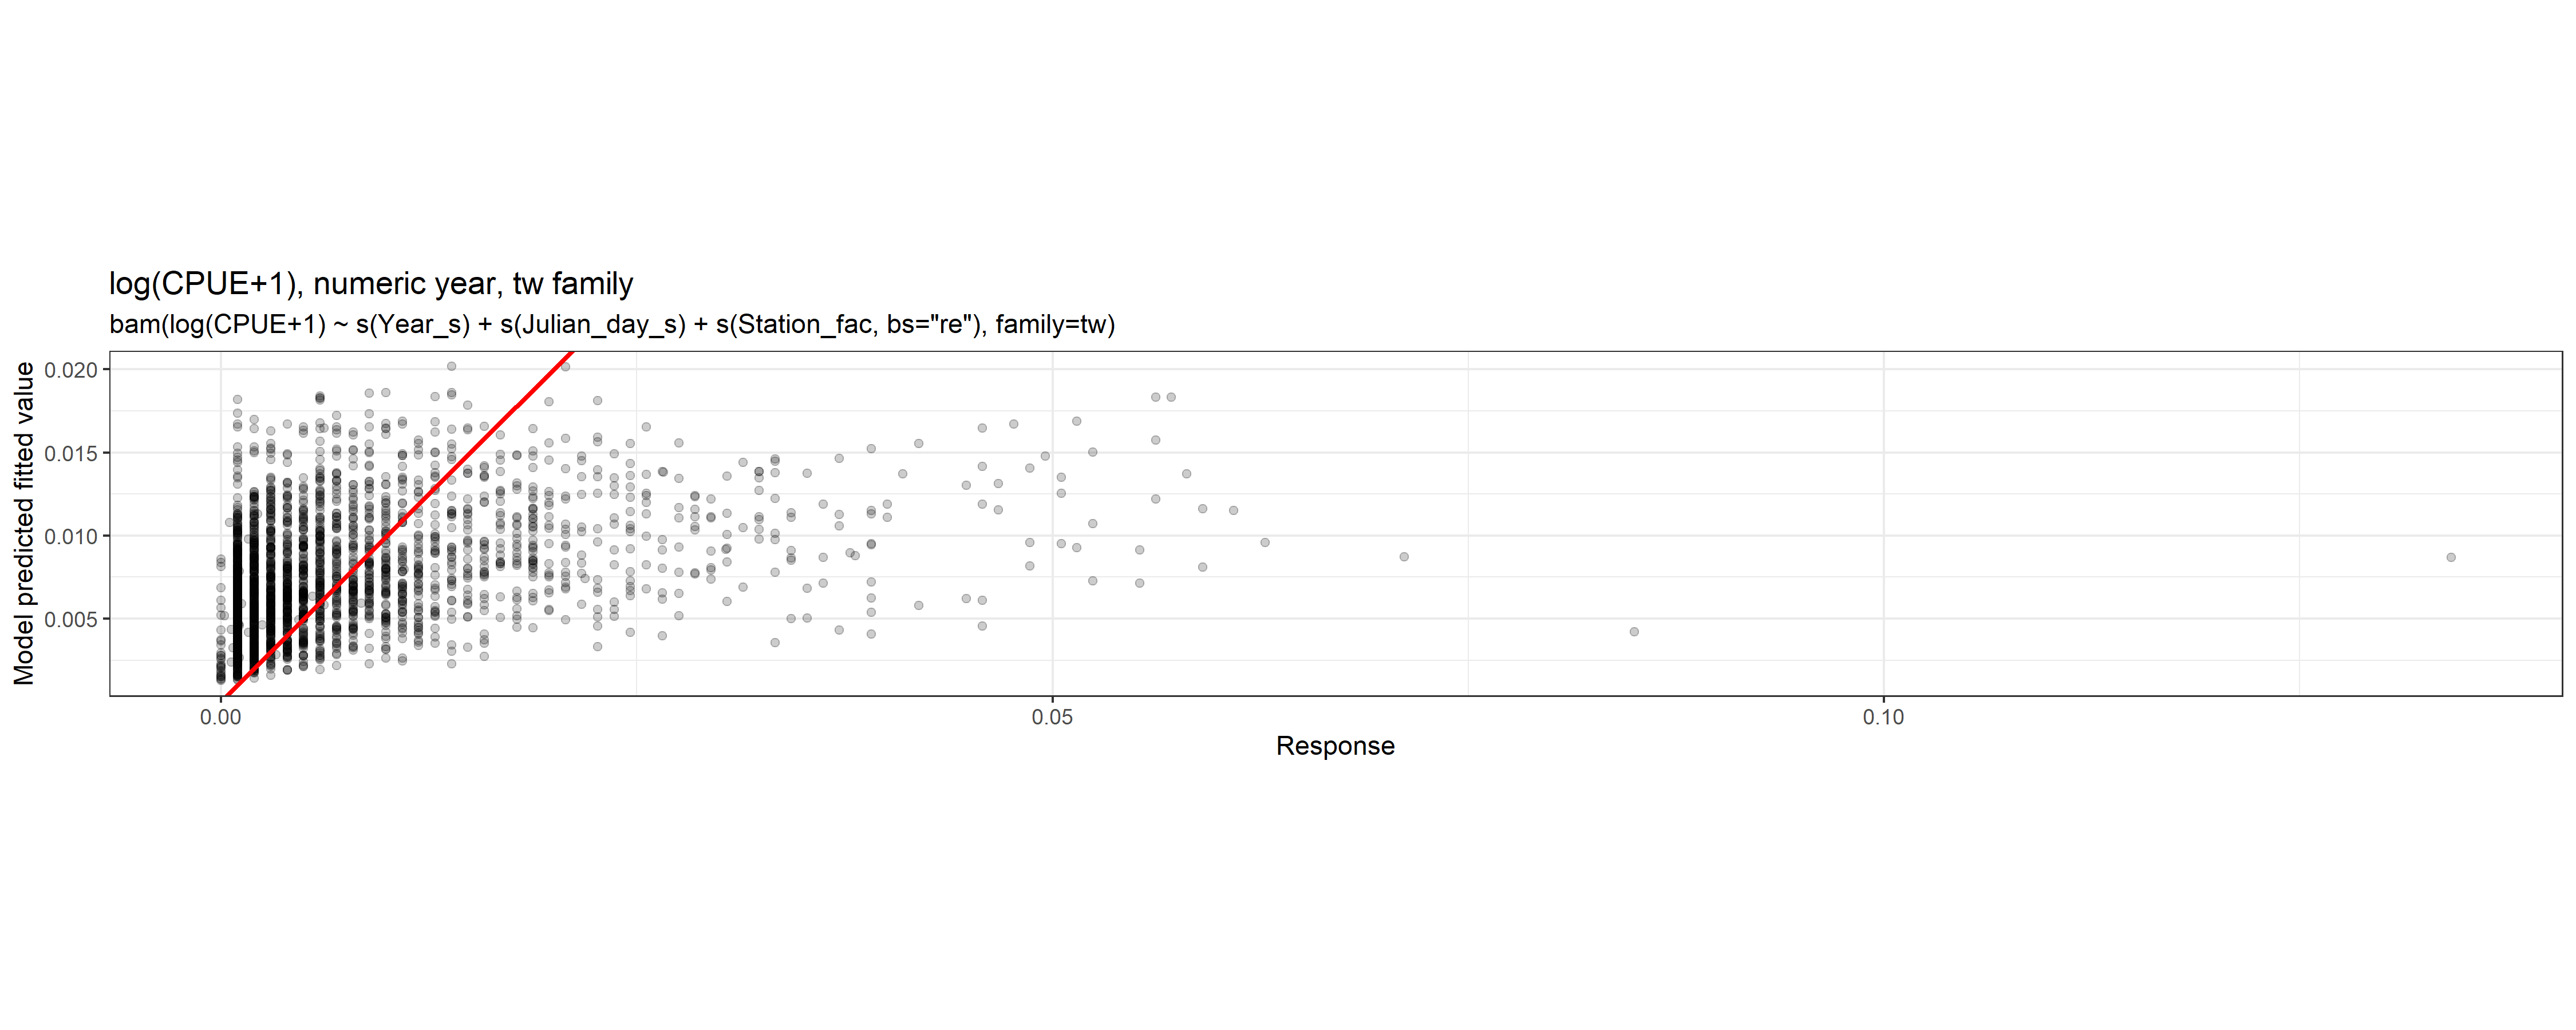 log(CPUE+1), numeric year, tw family
bam(log(CPUE+1) ~ s(Year_s) + s(Julian_day_s) + s(Station_fac, bs="re"), family=tw)
Model predicted fitted value
0.020
0.015
0.010
0.005
0.00
0.05
0.10
Response